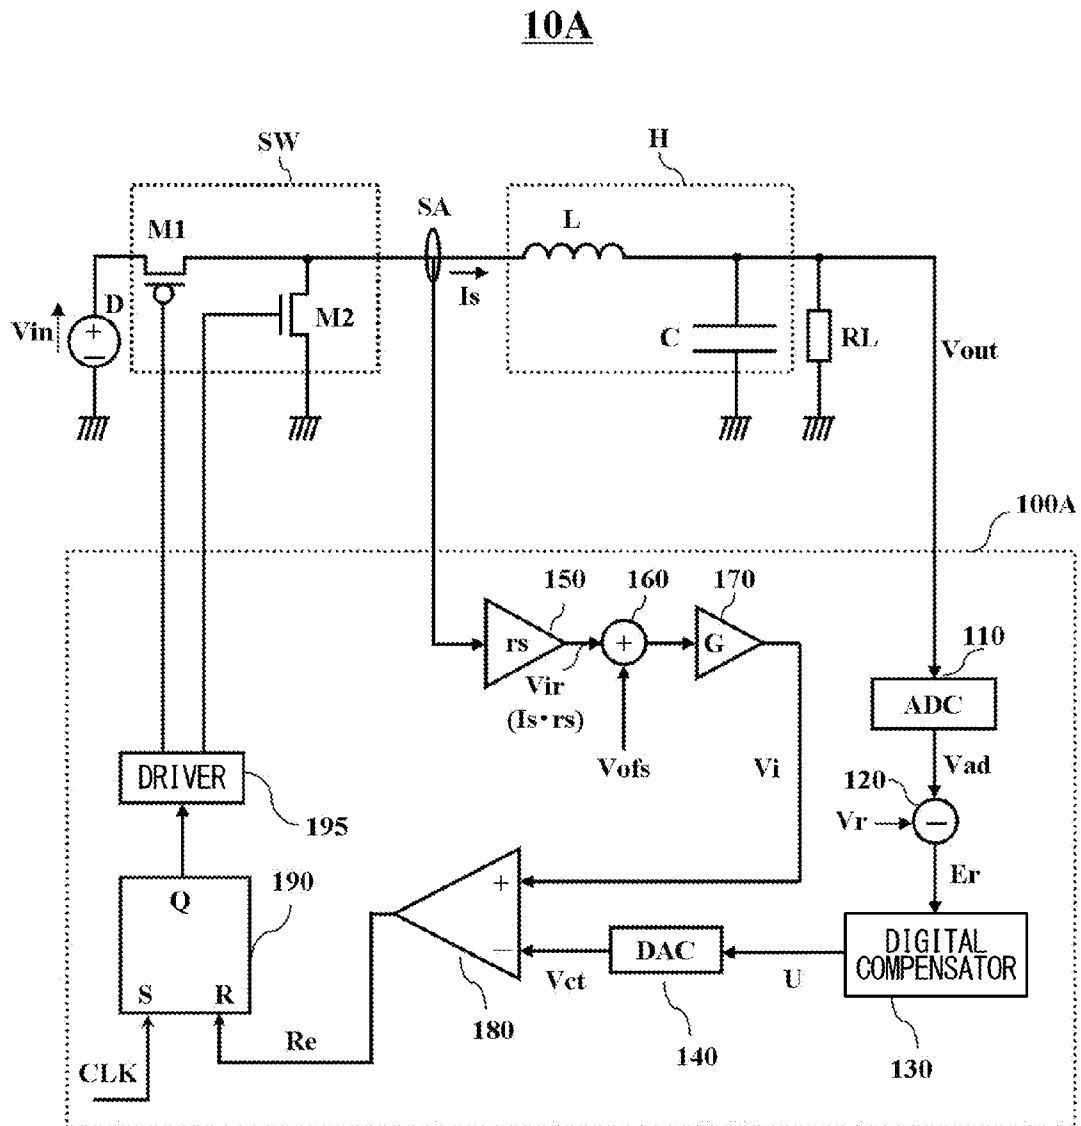 10A
SW
H
SA
M1
L
D
Vin
+
−
M2
Is
C
RL
Vout
100A
150
160
170
rs
+
G
Vir
(Is·rs)
Vofs
Vi
110
ADC
Vad
120
Vr
−
Er
DRIVER
195
190
Q
S
R
CLK
Re
+
−
180
Vct
DAC
140
U
DIGITAL
COMPENSATOR
130